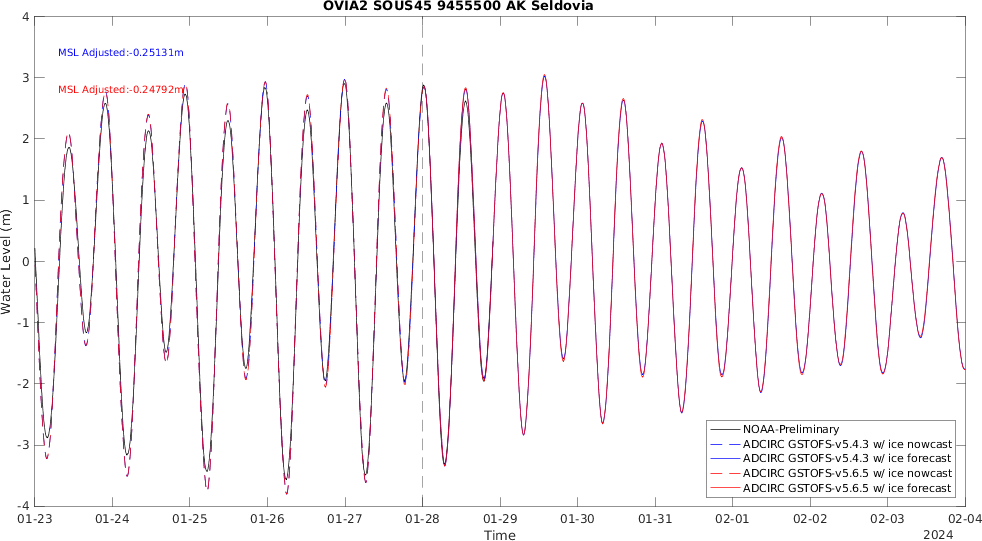 OVIA2 SOUS45 9455500 AK Seldovia
MSL Adjusted:-0.25131m
MSL Adjusted:-0.24792m
Water Level (m)
4
3
2
1
0
-1
-2
-3
-4
NOAA-Preliminary
ADCIRC GSTOFS-v5.4.3 w/ ice nowcast
ADCIRC GSTOFS-v5.4.3 w/ ice forecast
ADCIRC GSTOFS-v5.6.5 w/ ice nowcast
ADCIRC GSTOFS-v5.6.5 w/ ice forecast
01-23 01-24 01-25 01-26 01-27 01-28 01-29 01-30 01-31 02-01 02-02 02-03 02-04
Time
2024